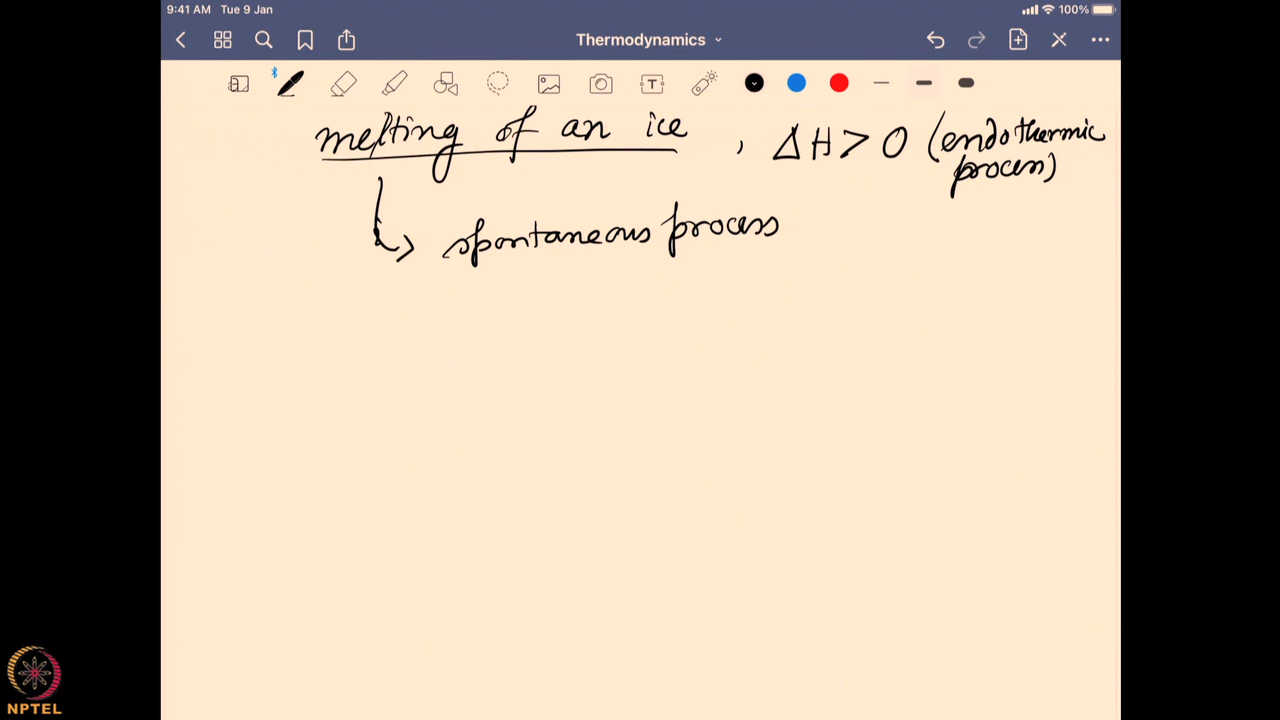 9:41 AM Tue 9 Jan 100%
Thermodynamics
T
melting of an ice , ΔH > 0 (endothermic
process)
spontaneous process
NPTEL